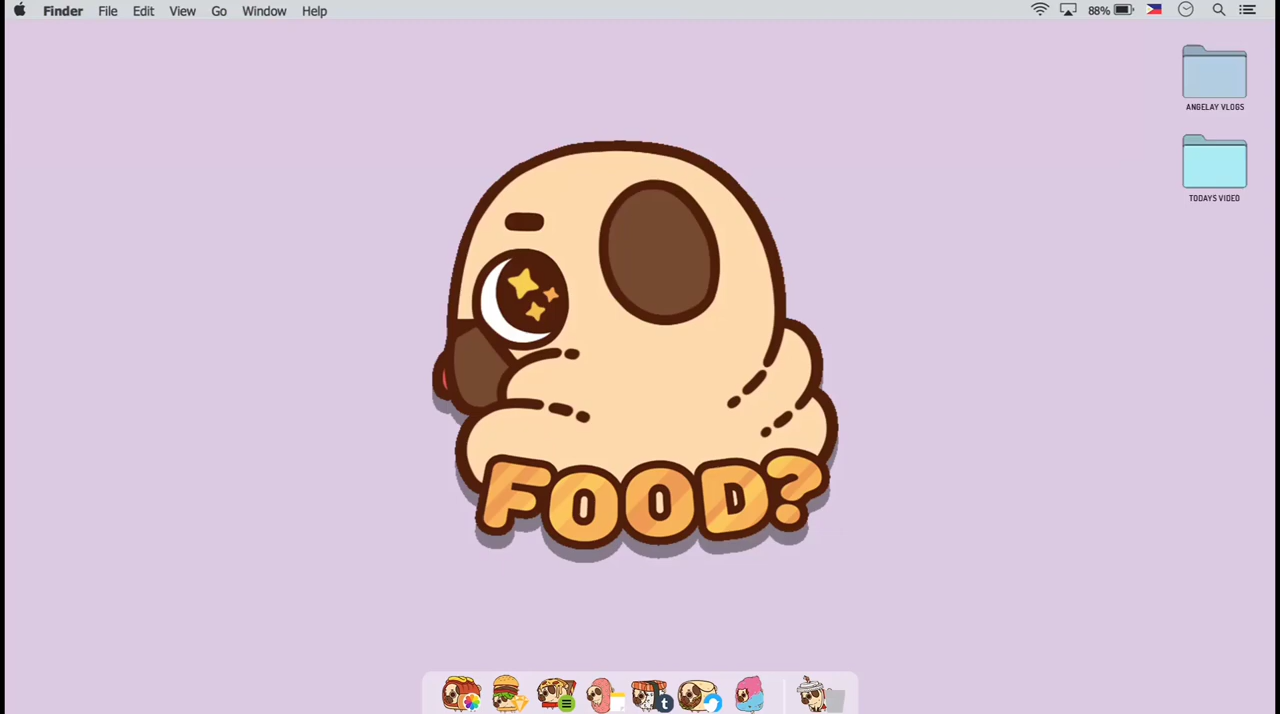 Finder File Edit View Go Window Help 88%
ANGELAY VLOGS
TODAYS VIDEO
FOOD?
t